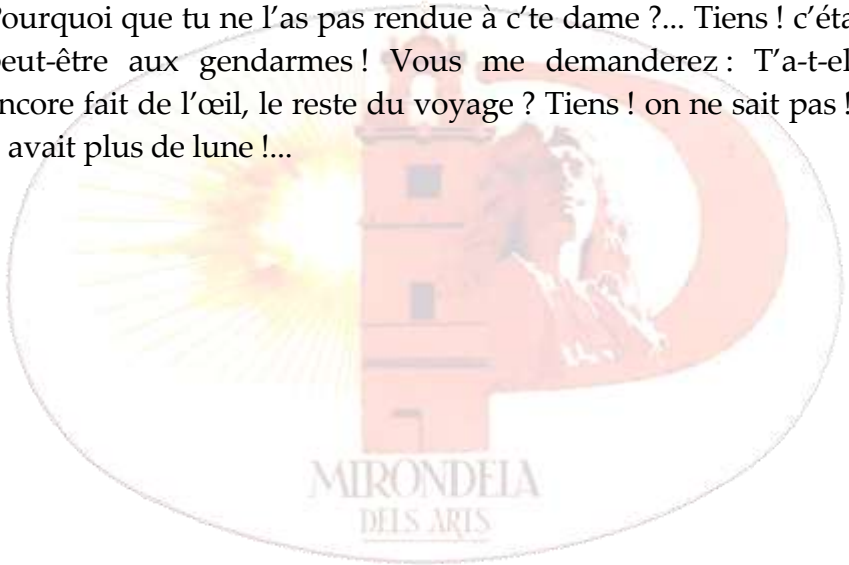 ourquoi que tu ne l’as pas rendue à c’te dame ?... Tiens ! c’éta
eut-être aux gendarmes ! Vous me demanderez : T’a-t-el
ncore fait de l’œil, le reste du voyage ? Tiens ! on ne sait pas !
avait plus de lune !...
MIRONDELA
DELS ARTS